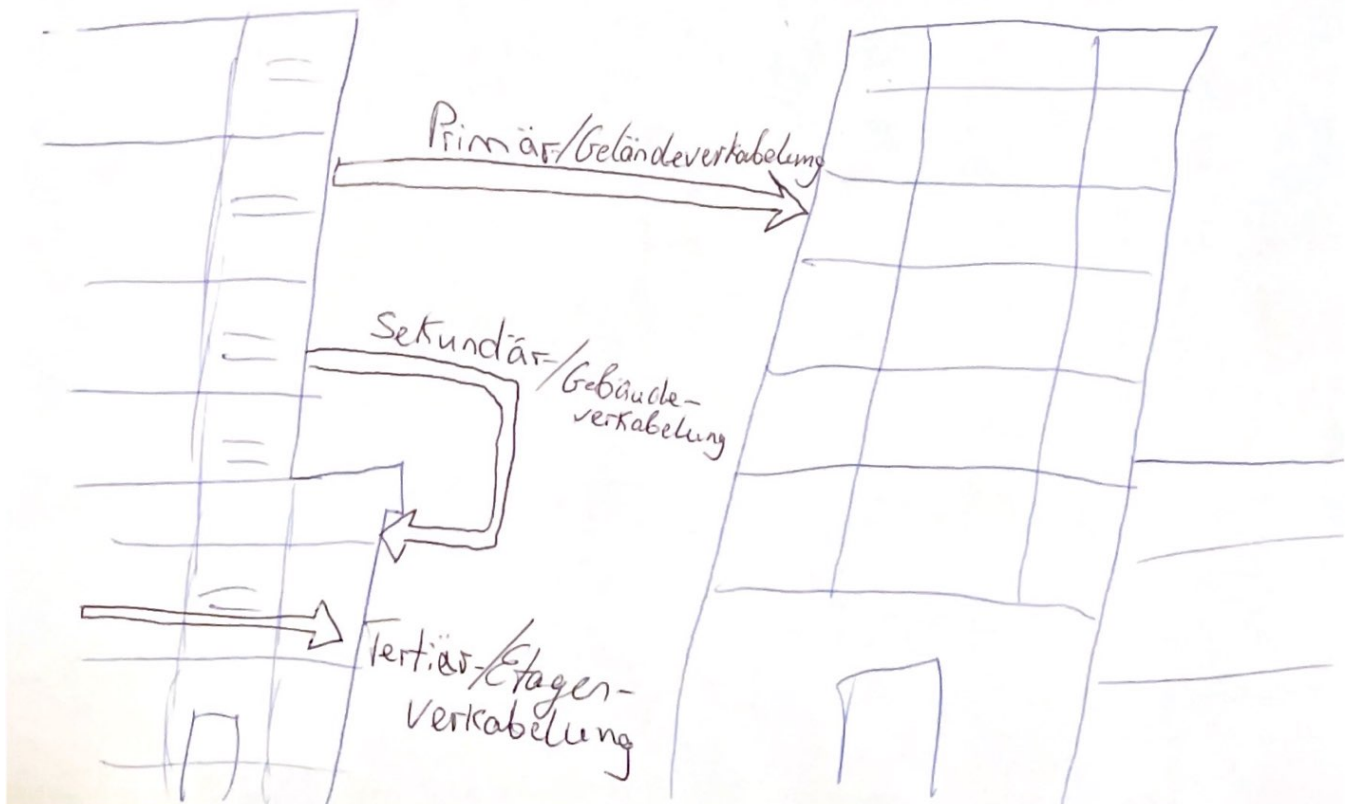 Primär-/Geländeverkabelung
Sekundär-/Gebäude-
verkabelung
Tertiär-/Etagen-
verkabelung